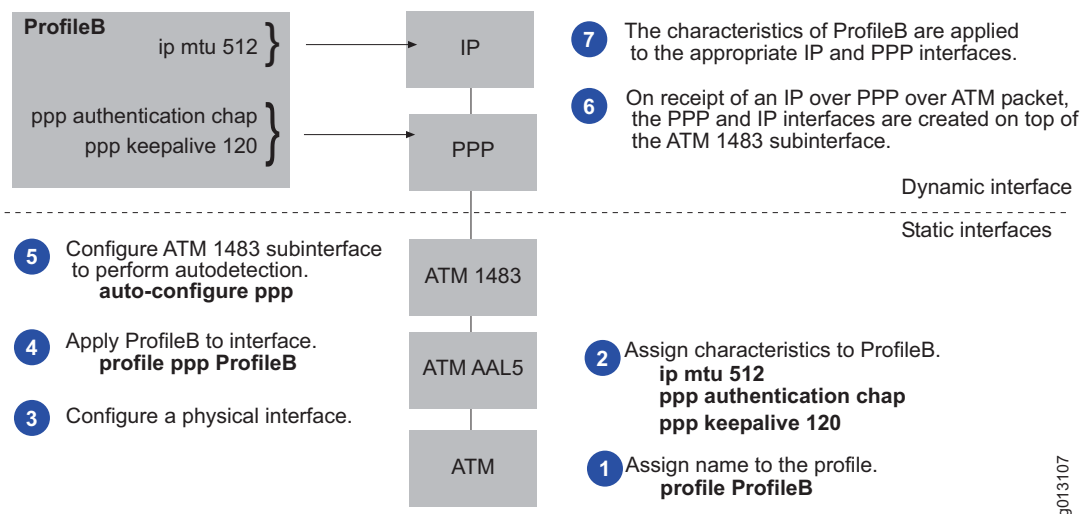 ProfileB
ip mtu 512 }
ppp authentication chap
ppp keepalive 120 }
IP
PPP
7 The characteristics of ProfileB are applied
to the appropriate IP and PPP interfaces.
6 On receipt of an IP over PPP over ATM packet,
the PPP and IP interfaces are created on top of
the ATM 1483 subinterface.
Dynamic interface
Static interfaces
5 Configure ATM 1483 subinterface
to perform autodetection.
auto-configure ppp
4 Apply ProfileB to interface.
profile ppp ProfileB
3 Configure a physical interface.
ATM 1483
ATM AAL5
ATM
2 Assign characteristics to ProfileB.
ip mtu 512
ppp authentication chap
ppp keepalive 120
1 Assign name to the profile.
profile ProfileB
g013107